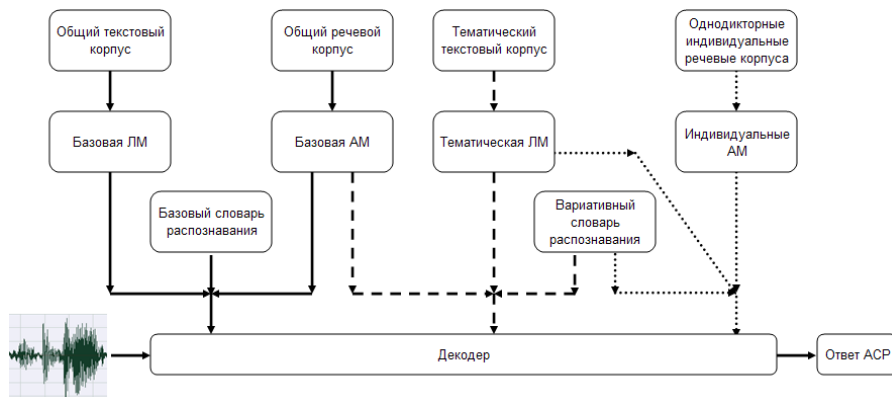 Общий текстовый
корпус
Общий речевой
корпус
Тематический
текстовый корпус
Однодикторные
индивидуальные
речевые корпуса
Базовая ЛМ
Базовая АМ
Тематическая ЛМ
Индивидуальные
АМ
Базовый словарь
распознавания
Вариативный
словарь
распознавания
Декодер
Ответ АСР